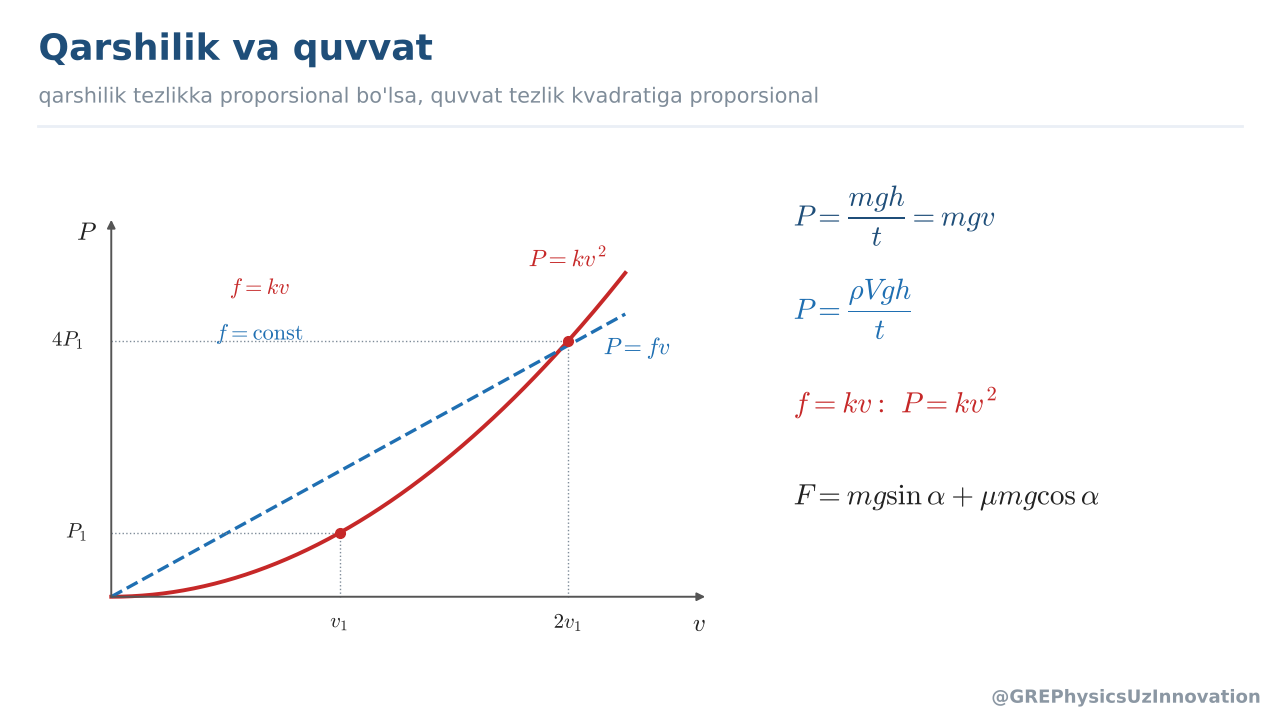 Qarshilik va quvvat
qarshilik tezlikka proporsional bo'lsa, quvvat tezlik kvadratiga proporsional
P
f = kv
f = const
P = kv²
P = fv
4P₁
P₁
v₁
2v₁
v
P = mgh/t = mgv
P = ρVgh/t
f = kv : P = kv²
F = mg sin α + μmg cos α
@GREPhysicsUzInnovation